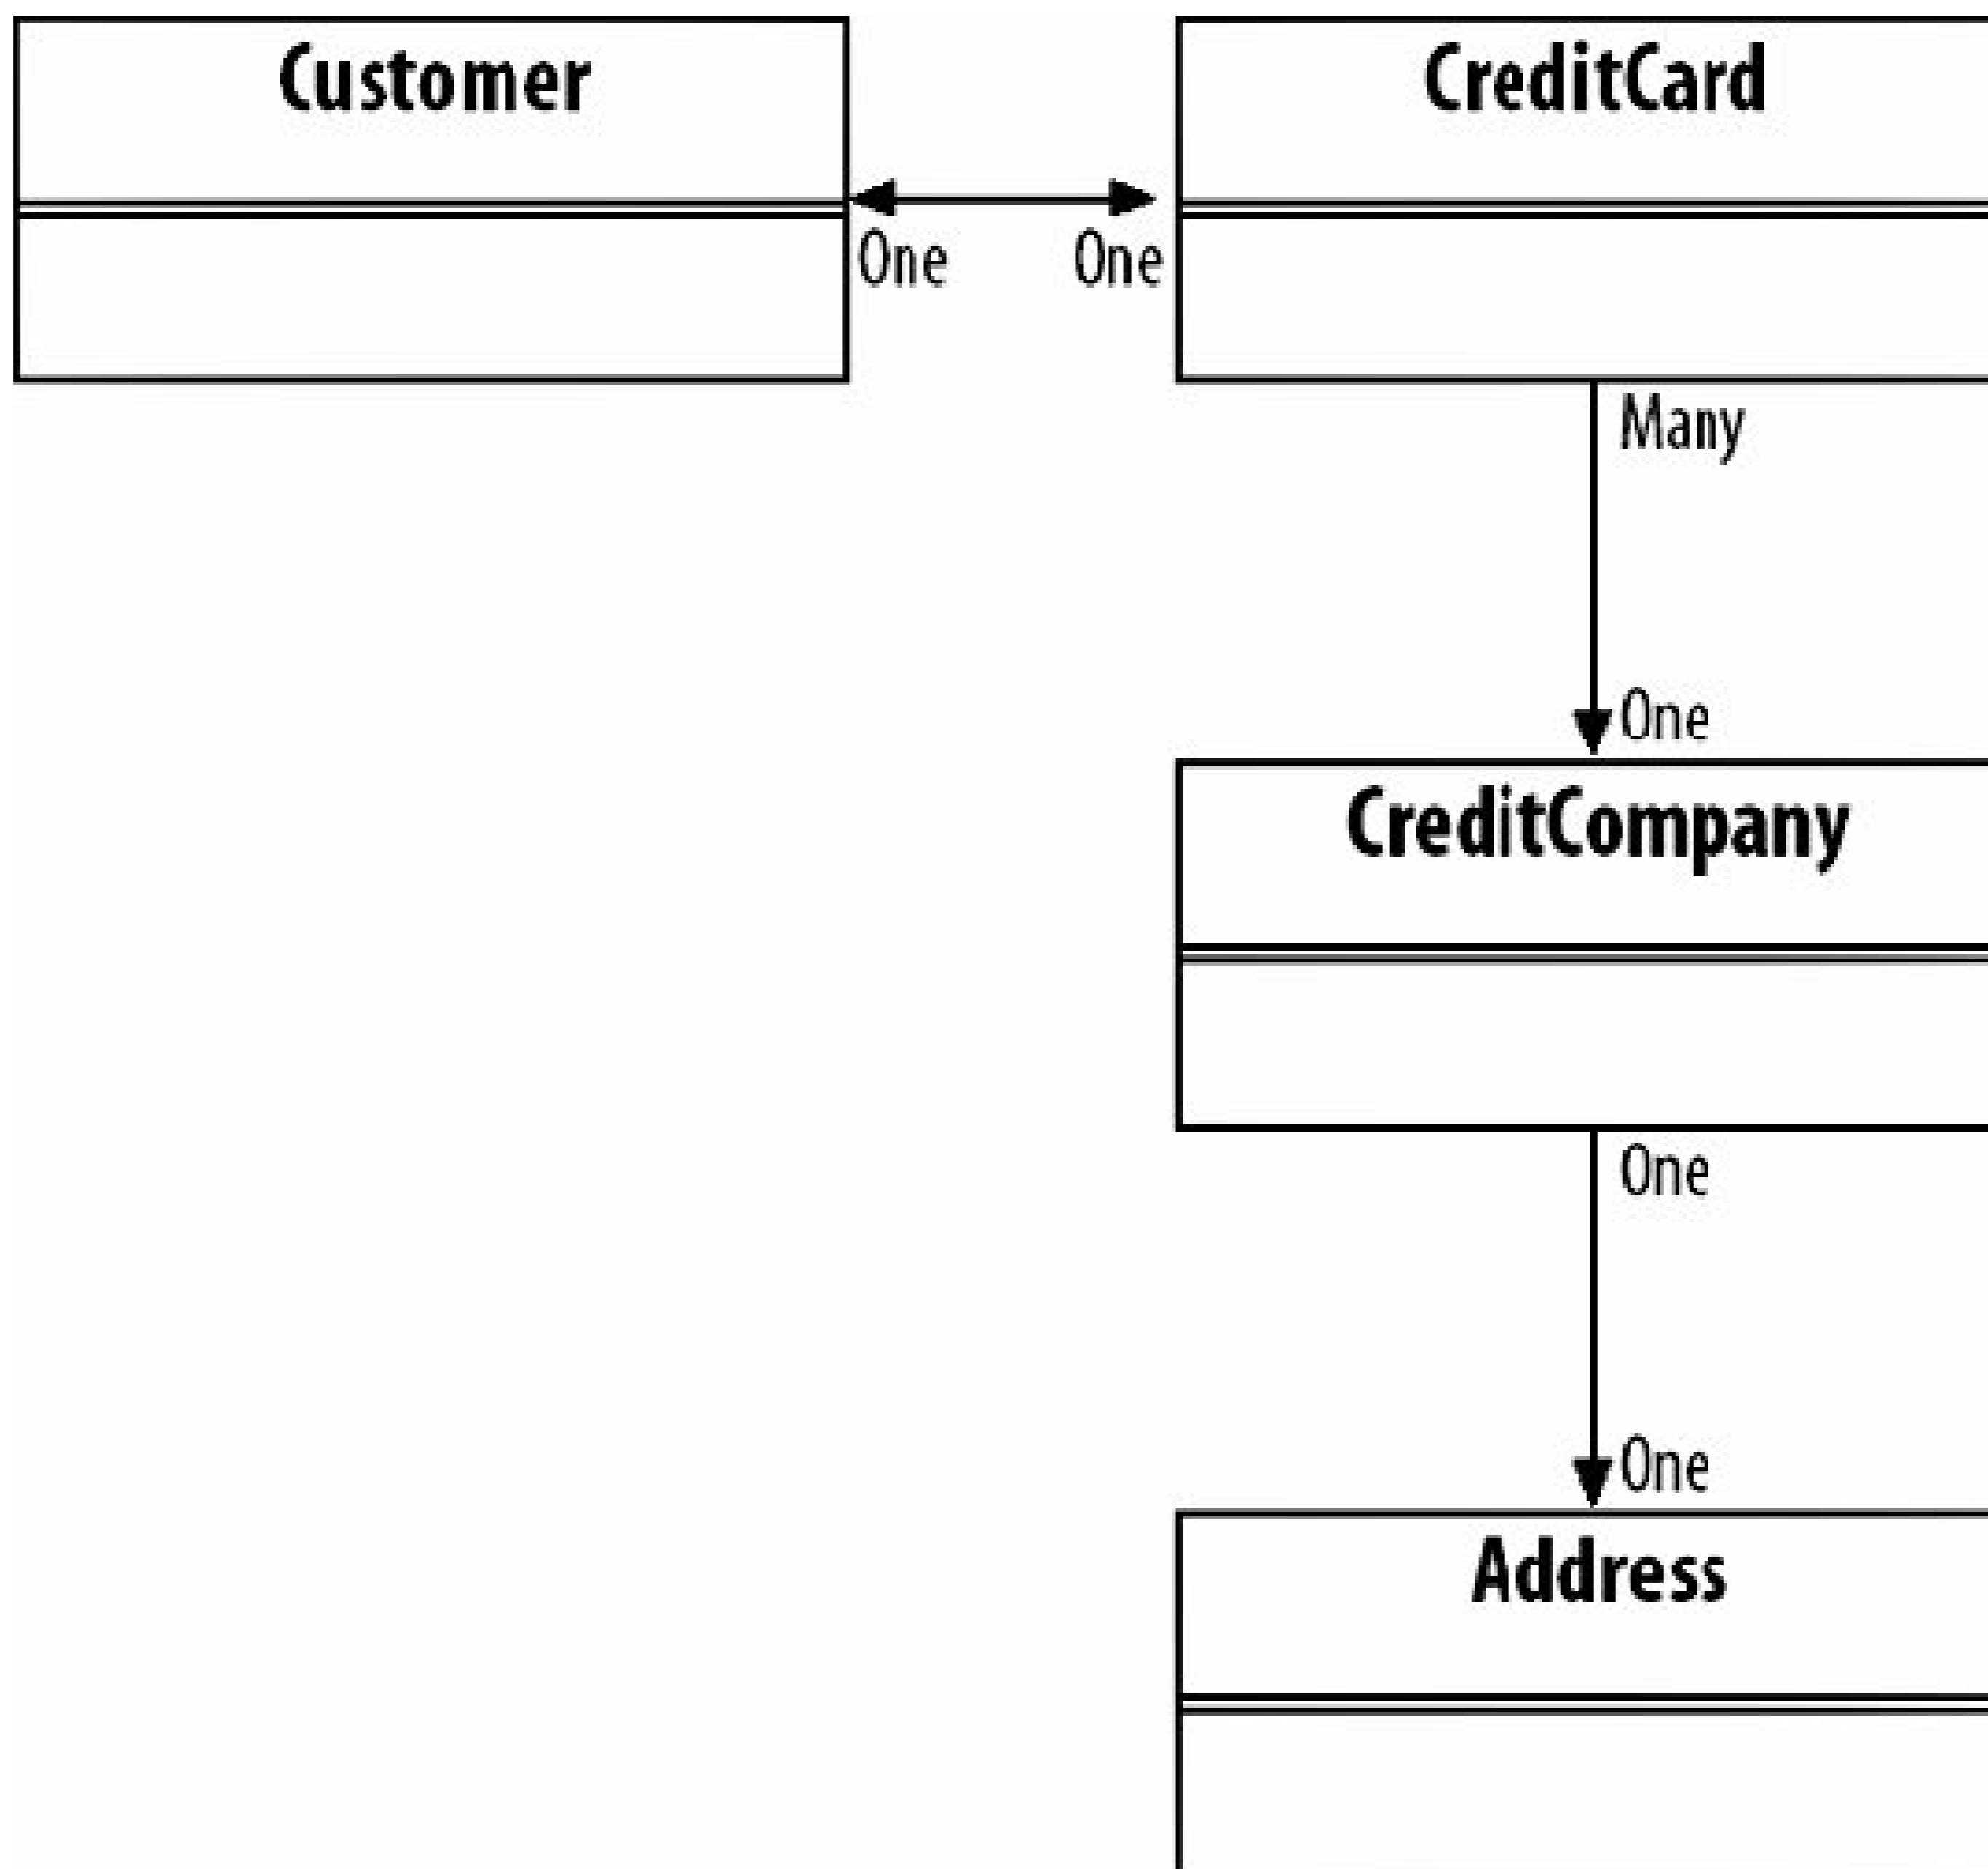 Customer
CreditCard
One
One
Many
One
CreditCompany
One
One
Address